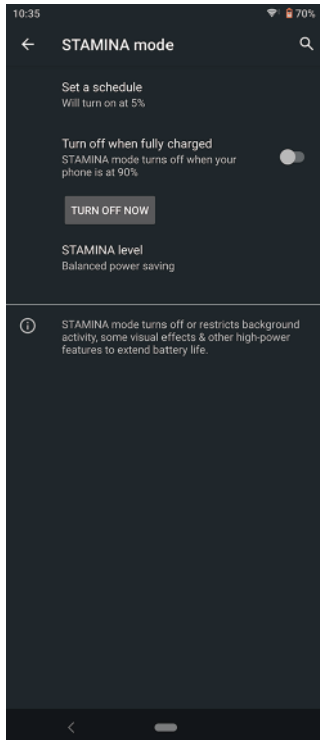 10:35
70%
STAMINA mode
Set a schedule
Will turn on at 5%
Turn off when fully charged
STAMINA mode turns off when your
phone is at 90%
TURN OFF NOW
STAMINA level
Balanced power saving
STAMINA mode turns off or restricts background
activity, some visual effects & other high-power
features to extend battery life.